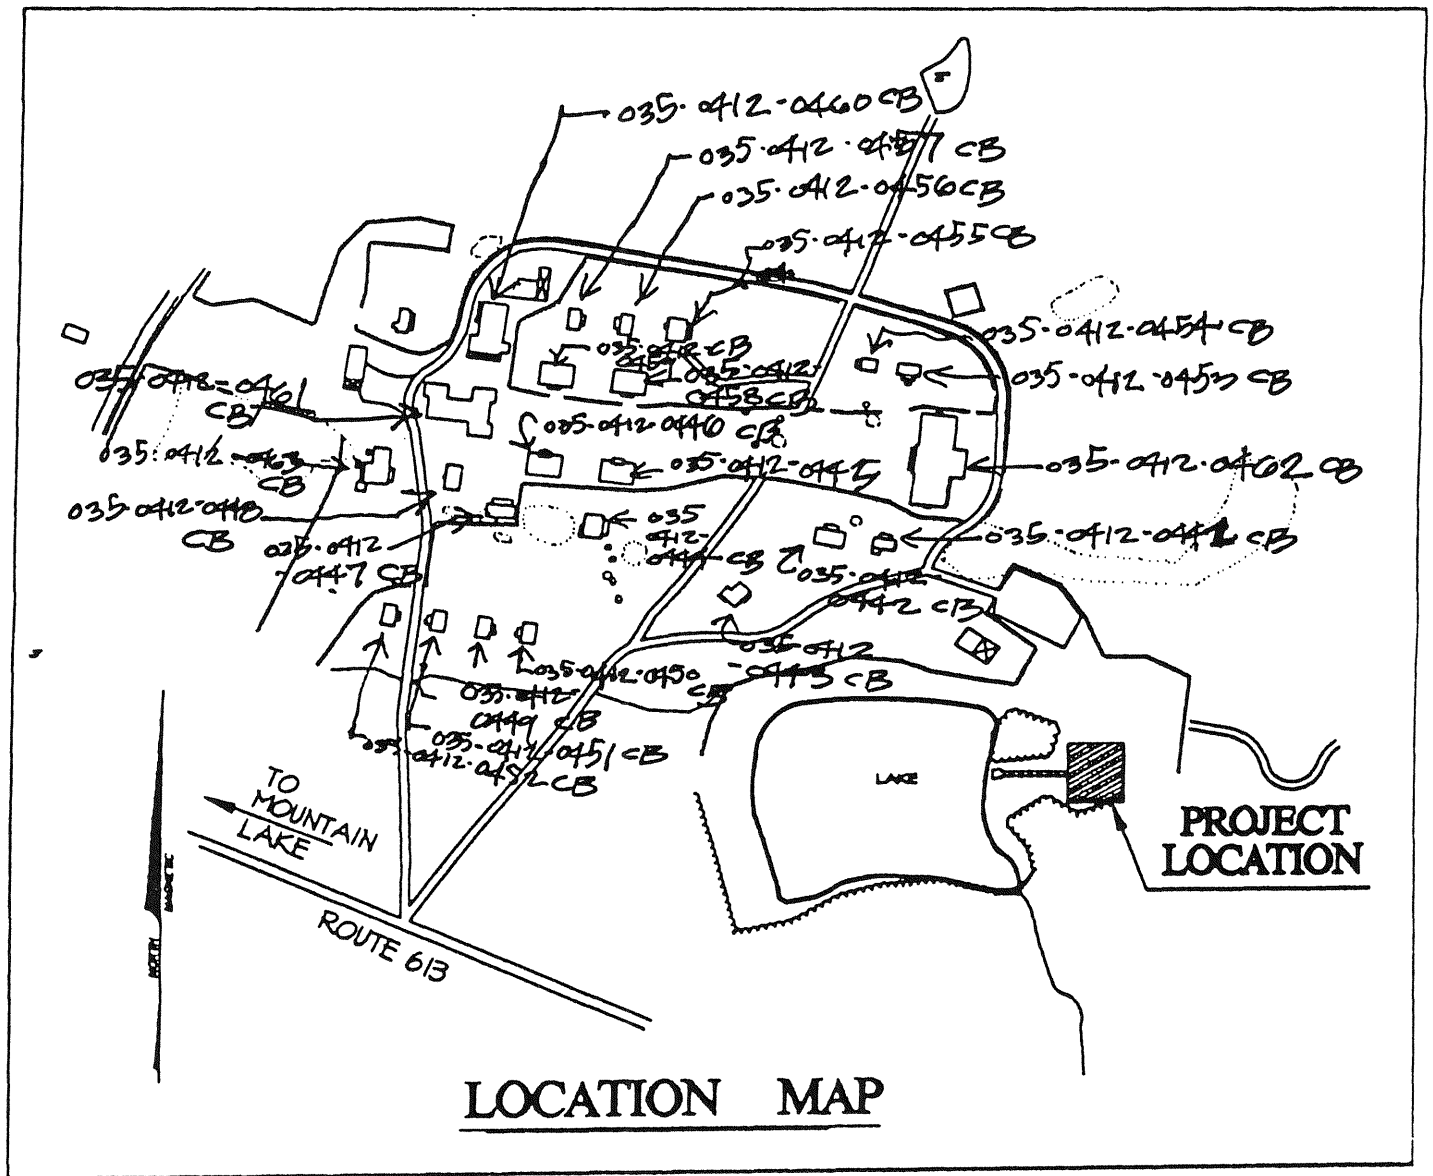 035-0412-0460 CB
035-0412-0457 CB
035-0412-0456 CB
035-0412-0455 CB
035-0412-0454 CB
035-0412-CB
035-0412-
0458 CB
035-0412-0453 CB
CB
035-0412-0446 CB
035-0412-0463
CB
035-0412-0445
035-0412-0462 CB
035-0412-0448
CB
035-0412
-0447 CB
035
0412-
0444 CB
CB
035-0412-
0442 CB
035-0412
-0443 CB
035-0412-0450
CB
035-0412-
0449 CB
035-0412-0451 CB
035-0412-0452 CB
LAKE
TO
MOUNTAIN
LAKE
PROJECT
LOCATION
MAGNETIC
NORTH
ROUTE 613
LOCATION MAP